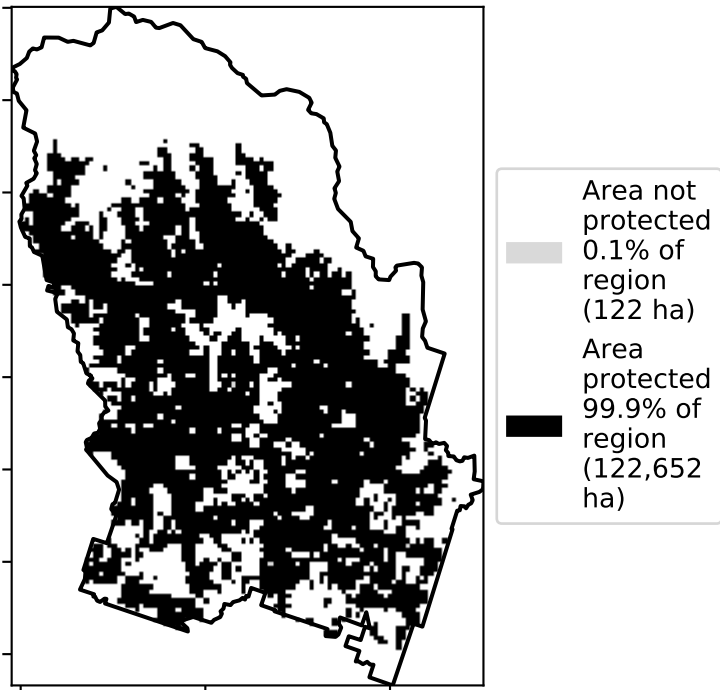 Area not
protected
0.1% of
region
(122 ha)
Area
protected
99.9% of
region
(122,652
ha)